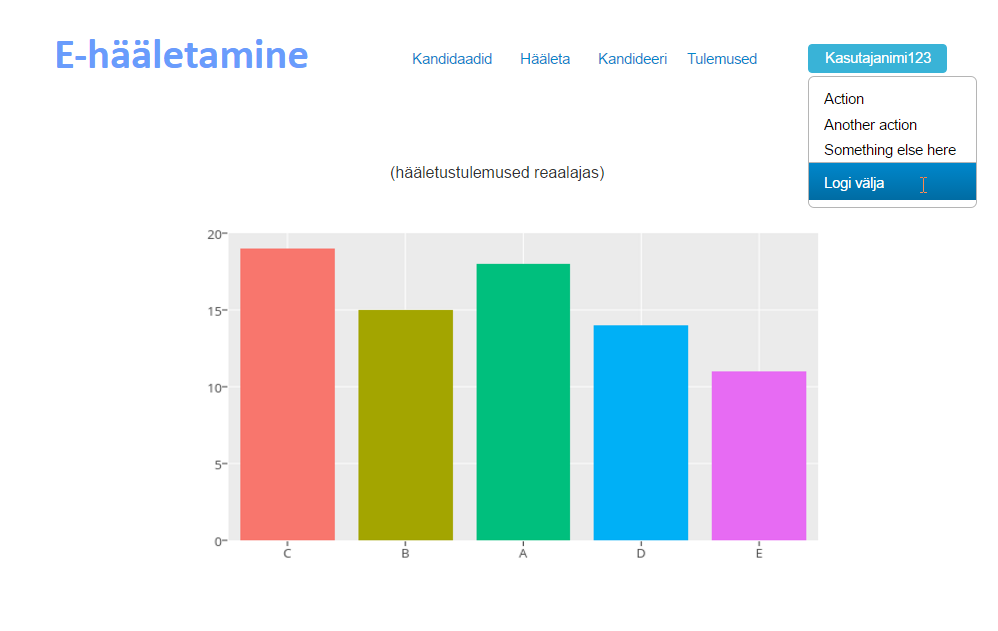 E-hääletamine
Kandidaadid Hääleta Kandideeri Tulemused Kasutajanimi123
Action
Another action
Something else here
Logi välja
(hääletustulemused reaalajas)
20
15
10
5
0
C B A D E